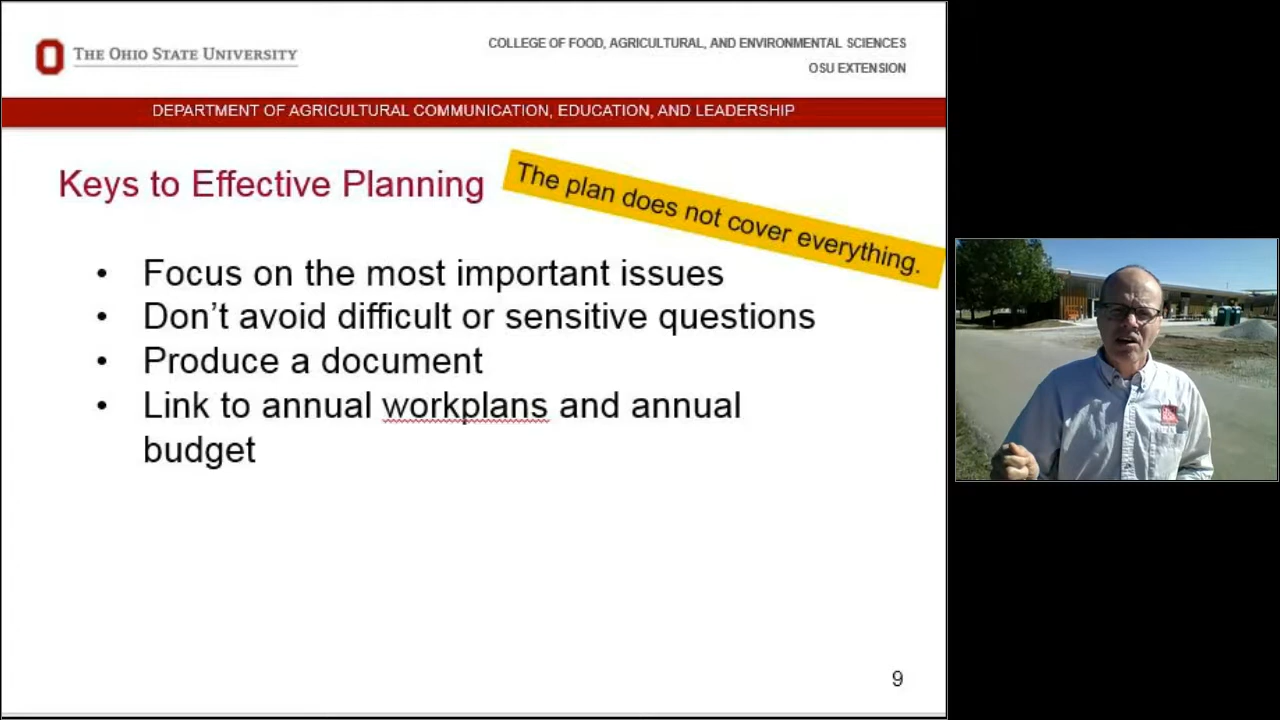 THE OHIO STATE UNIVERSITY
COLLEGE OF FOOD, AGRICULTURAL, AND ENVIRONMENTAL SCIENCES
OSU EXTENSION
DEPARTMENT OF AGRICULTURAL COMMUNICATION, EDUCATION, AND LEADERSHIP
Keys to Effective Planning
The plan does not cover everything.
• Focus on the most important issues
• Don't avoid difficult or sensitive questions
• Produce a document
• Link to annual workplans and annual
budget
9